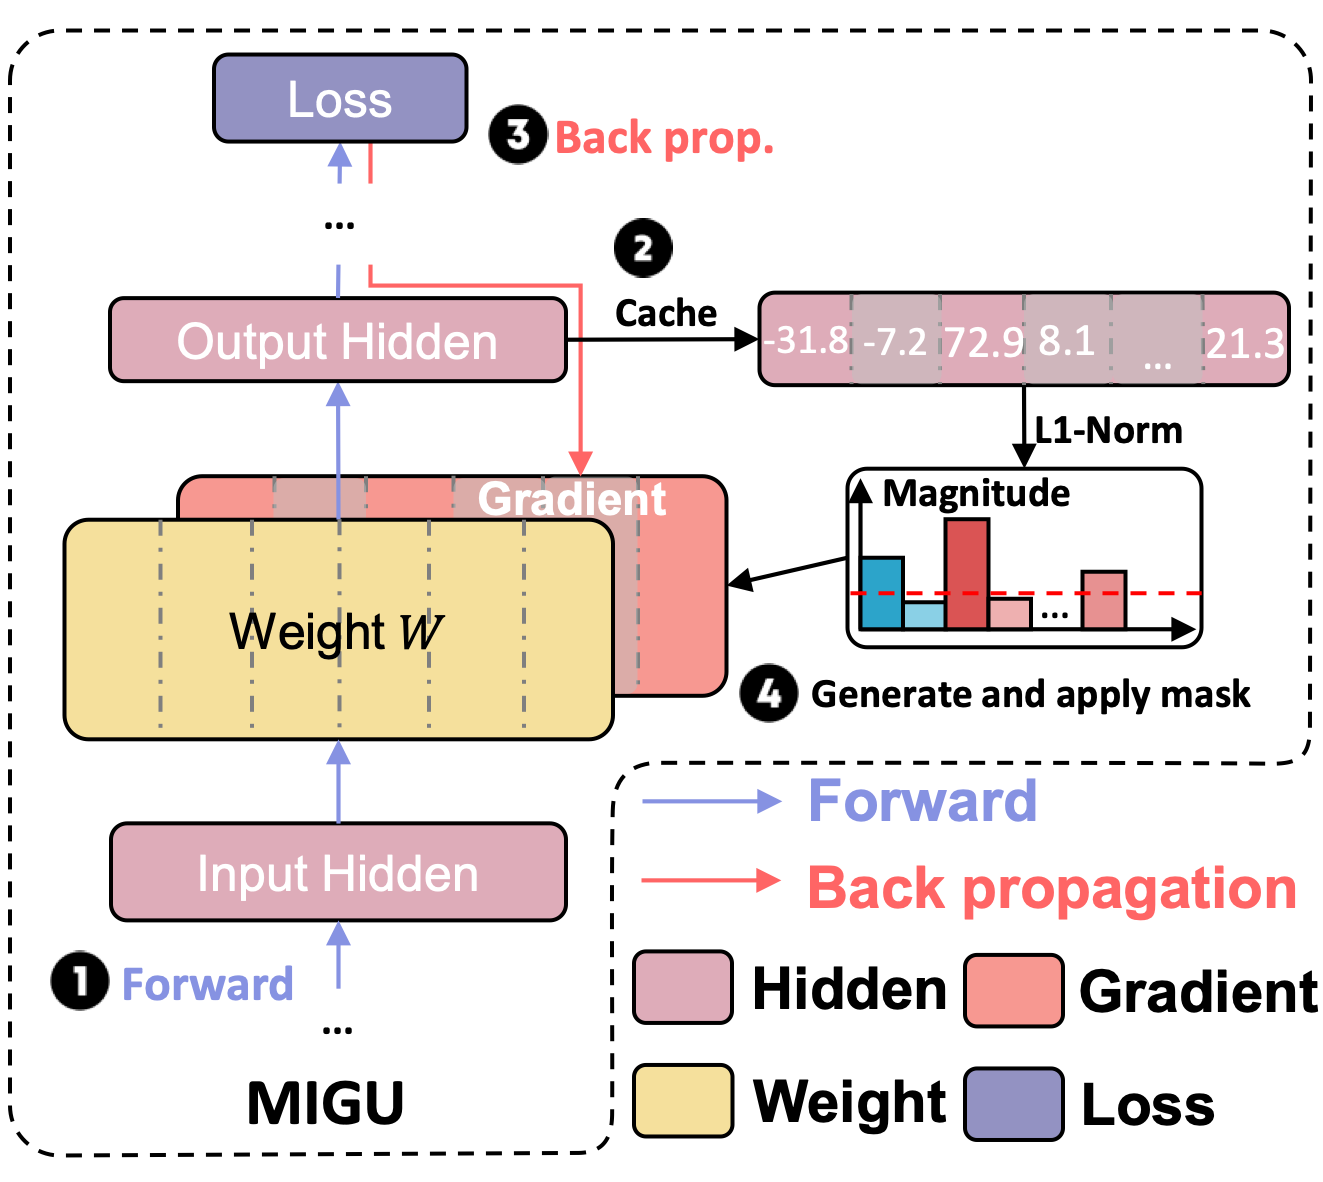 Loss
3 Back prop.
...
2
Cache
Output Hidden
-31.8 -7.2 72.9 8.1 ... 21.3
L1-Norm
Gradient
Magnitude
...
Weight W
4 Generate and apply mask
Input Hidden
1 Forward
...
MIGU
Forward
Back propagation
Hidden
Gradient
Weight
Loss